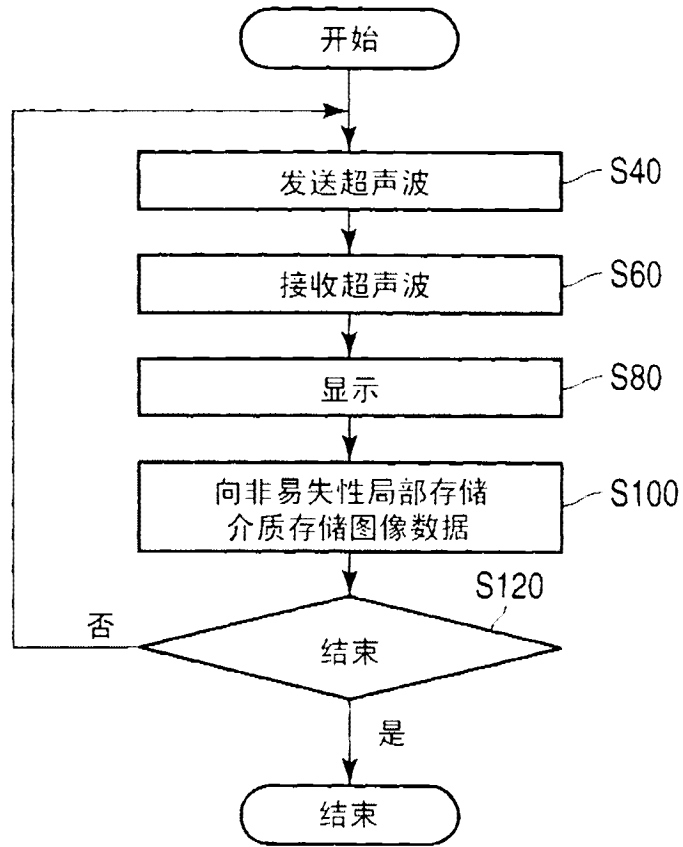 开始
发送超声波
S40
接收超声波
S60
显示
S80
向非易失性局部存储
介质存储图像数据
S100
S120
否
结束
是
结束